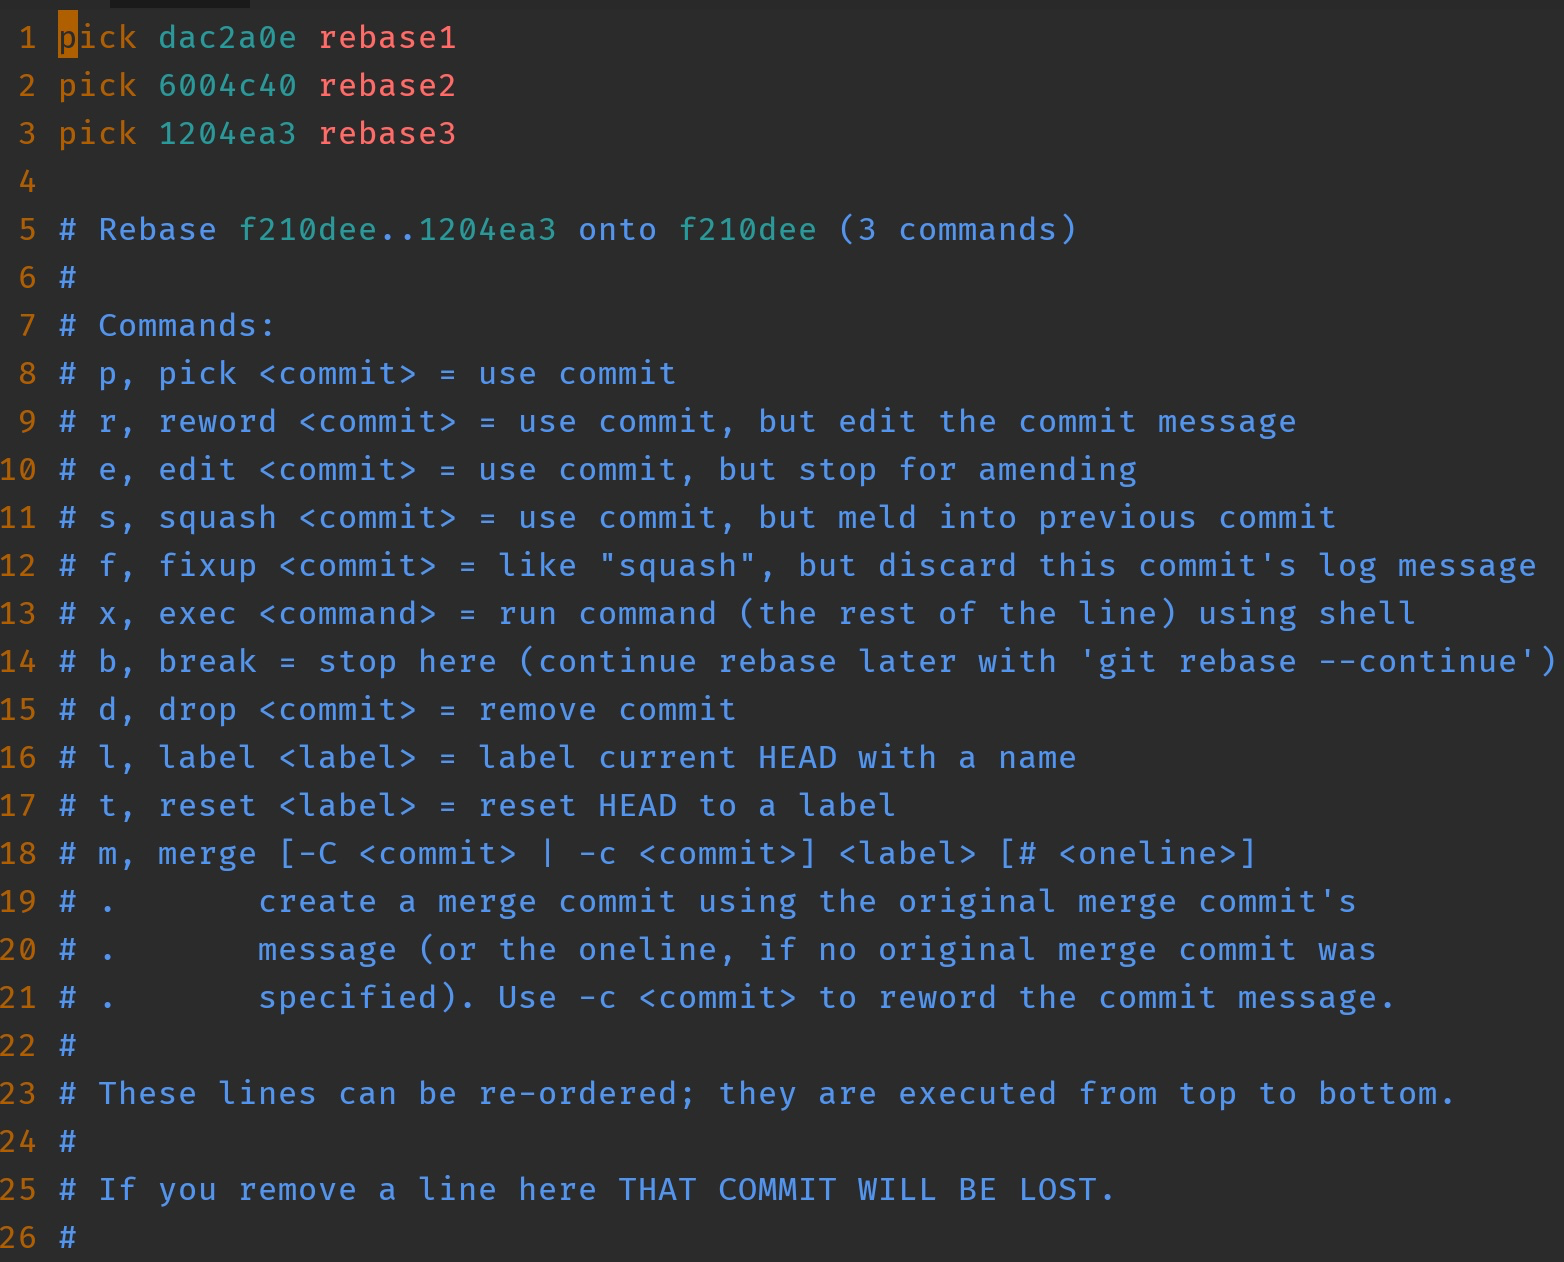 1 pick dac2a0e rebase1
2 pick 6004c40 rebase2
3 pick 1204ea3 rebase3
4
5 # Rebase f210dee..1204ea3 onto f210dee (3 commands)
6 #
7 # Commands:
8 # p, pick <commit> = use commit
9 # r, reword <commit> = use commit, but edit the commit message
10 # e, edit <commit> = use commit, but stop for amending
11 # s, squash <commit> = use commit, but meld into previous commit
12 # f, fixup <commit> = like "squash", but discard this commit's log message
13 # x, exec <command> = run command (the rest of the line) using shell
14 # b, break = stop here (continue rebase later with 'git rebase --continue')
15 # d, drop <commit> = remove commit
16 # l, label <label> = label current HEAD with a name
17 # t, reset <label> = reset HEAD to a label
18 # m, merge [-C <commit> | -c <commit>] <label> [# <oneline>]
19 # .       create a merge commit using the original merge commit's
20 # .       message (or the oneline, if no original merge commit was
21 # .       specified). Use -c <commit> to reword the commit message.
22 #
23 # These lines can be re-ordered; they are executed from top to bottom.
24 #
25 # If you remove a line here THAT COMMIT WILL BE LOST.
26 #